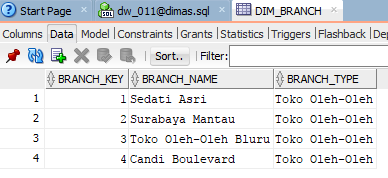 Start Page dw_011@dimas.sql DIM_BRANCH
Columns Data Model Constraints Grants Statistics Triggers Flashback Dep
Sort.. Filter:
BRANCH_KEY BRANCH_NAME BRANCH_TYPE
1 1 Sedati Asri Toko Oleh-Oleh
2 2 Surabaya Mantau Toko Oleh-Oleh
3 3 Toko Oleh-Oleh Bluru Toko Oleh-Oleh
4 4 Candi Boulevard Toko Oleh-Oleh